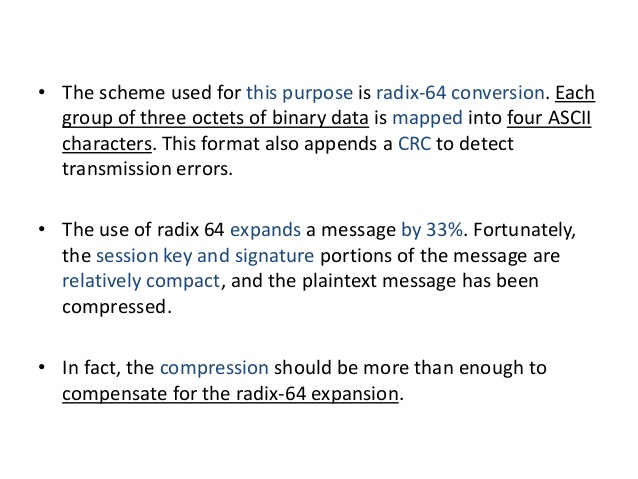 • The scheme used for this purpose is radix-64 conversion. Each
group of three octets of binary data is mapped into four ASCII
characters. This format also appends a CRC to detect
transmission errors.
• The use of radix 64 expands a message by 33%. Fortunately,
the session key and signature portions of the message are
relatively compact, and the plaintext message has been
compressed.
• In fact, the compression should be more than enough to
compensate for the radix-64 expansion.